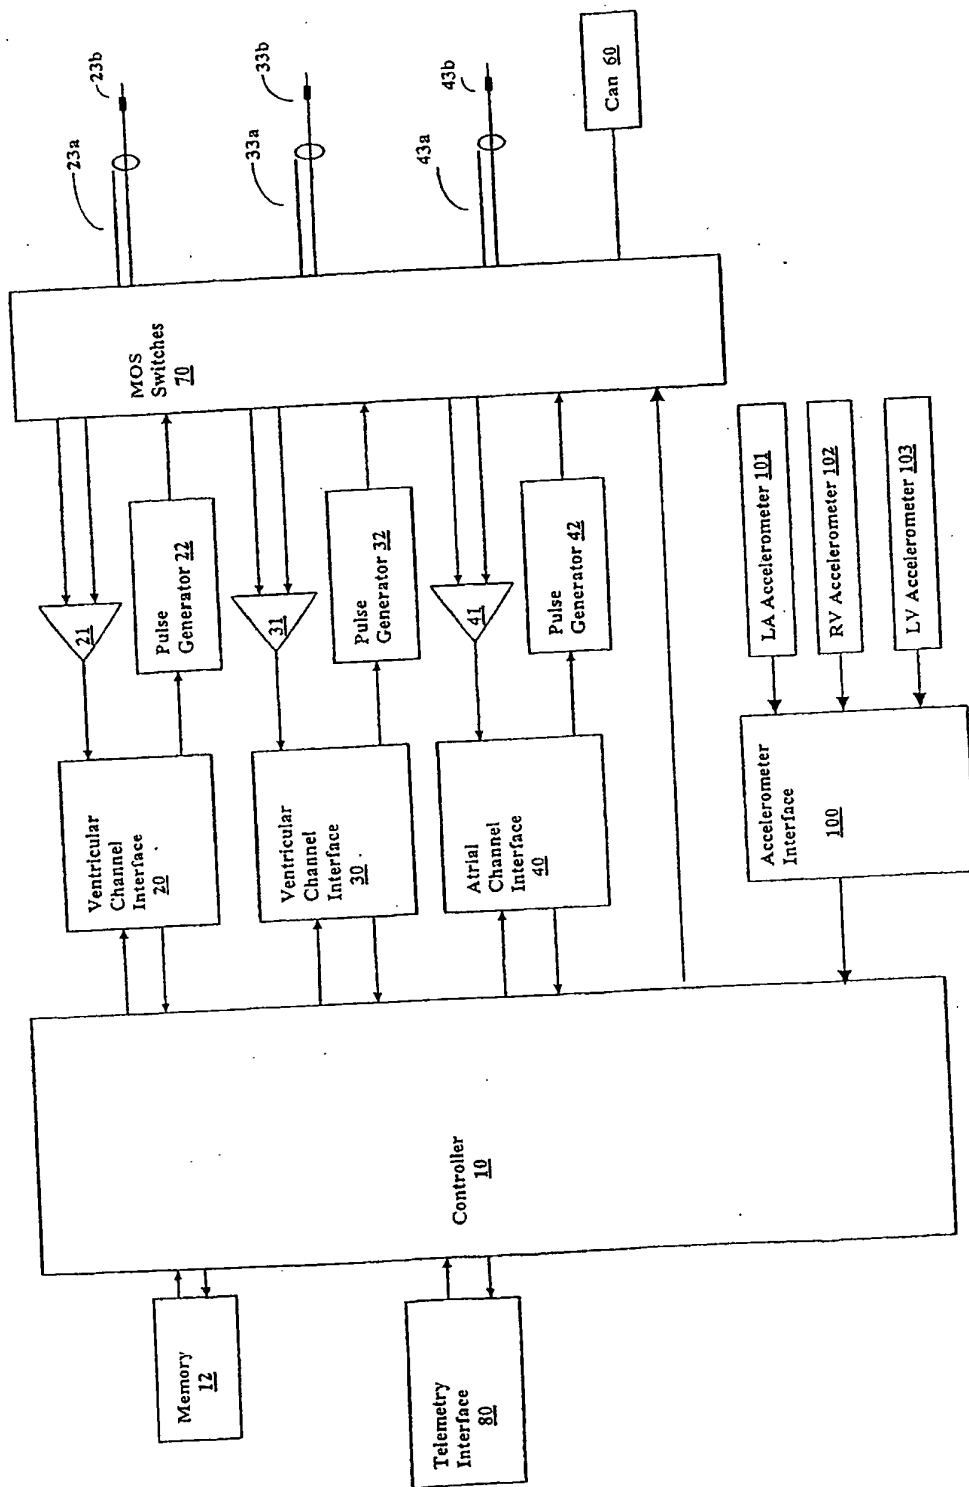 23a
23b
33a
33b
43a
43b
Can 60
MOS
Switches
70
21
Pulse
Generator 22
31
Pulse
Generator 32
41
Pulse
Generator 42
LA Accelerometer 101
RV Accelerometer 102
LV Accelerometer 103
Ventricular
Channel
Interface
20
Ventricular
Channel
Interface
30
Atrial
Channel
Interface
40
Accelerometer
Interface
100
Controller
10
Memory
12
Telemetry
Interface
80